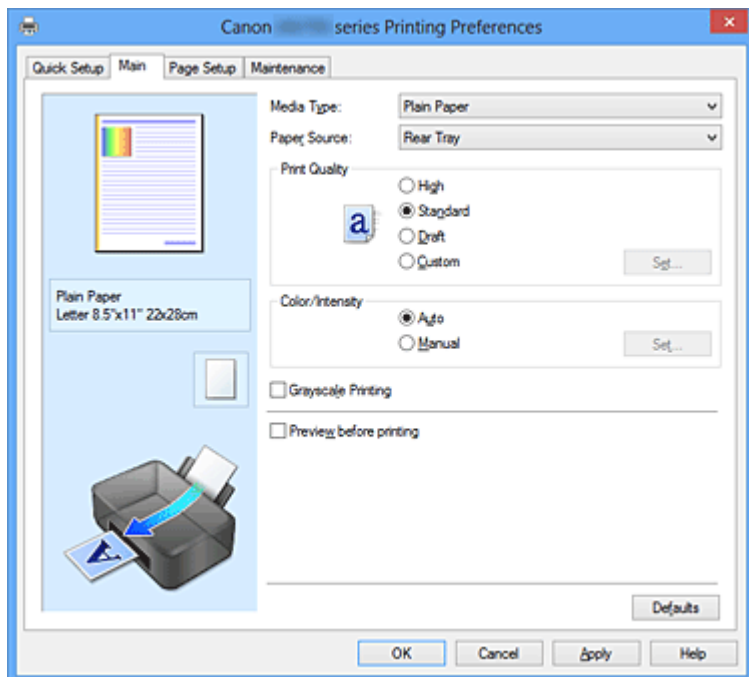 Canon series Printing Preferences
Quick Setup Main Page Setup Maintenance
Media Type: Plain Paper
Paper Source: Rear Tray
Print Quality
High
a Standard
Draft
Custom Set...
Plain Paper
Letter 8.5"x11" 22x28cm
Color/Intensity
Auto
Manual Set...
Grayscale Printing
Preview before printing
A
Defaults
OK Cancel Apply Help